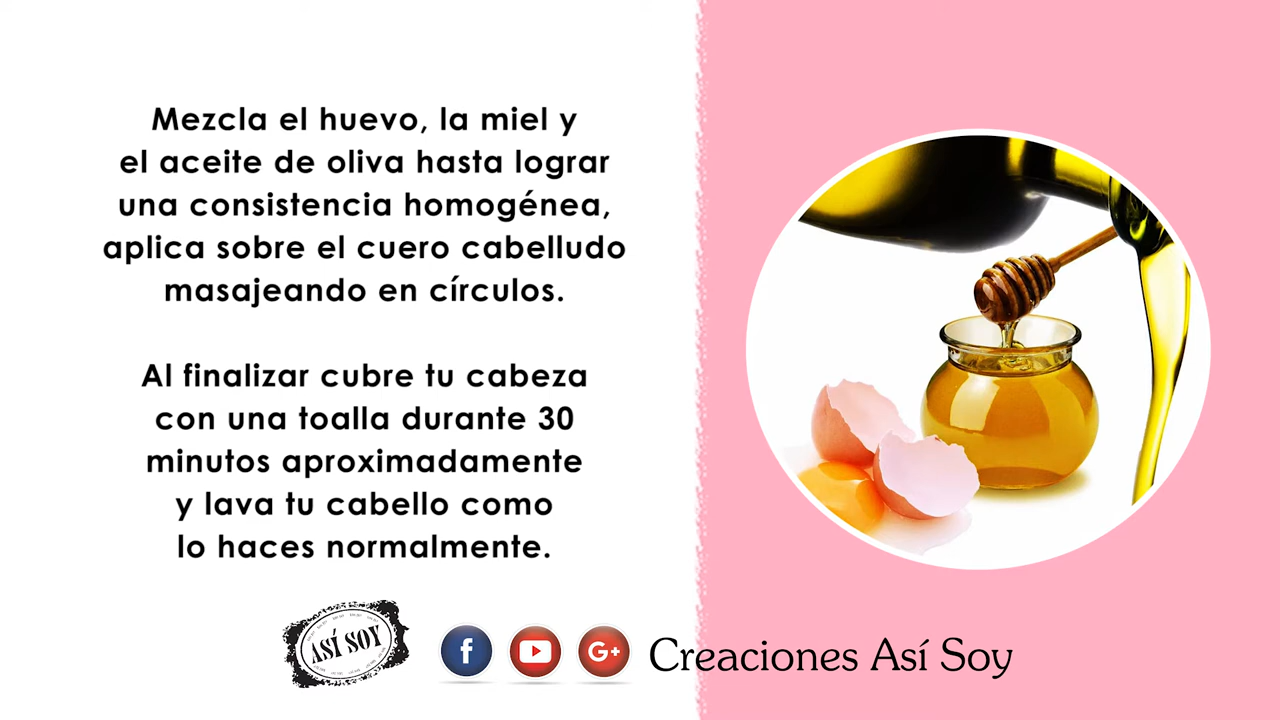 Mezcla el huevo, la miel y
el aceite de oliva hasta lograr
una consistencia homogénea,
aplica sobre el cuero cabelludo
masajeando en círculos.
Al finalizar cubre tu cabeza
con una toalla durante 30
minutos aproximadamente
y lava tu cabello como
lo haces normalmente.
ASÍ SOY
f
G+
Creaciones Así Soy